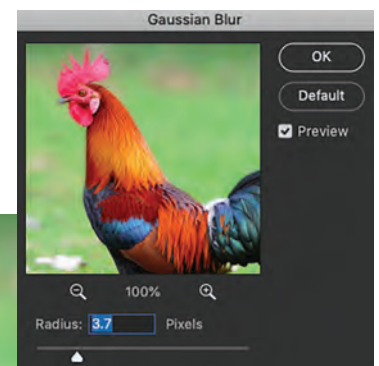 Gaussian Blur
OK
Default
Preview
100%
Radius: 3.7 Pixels